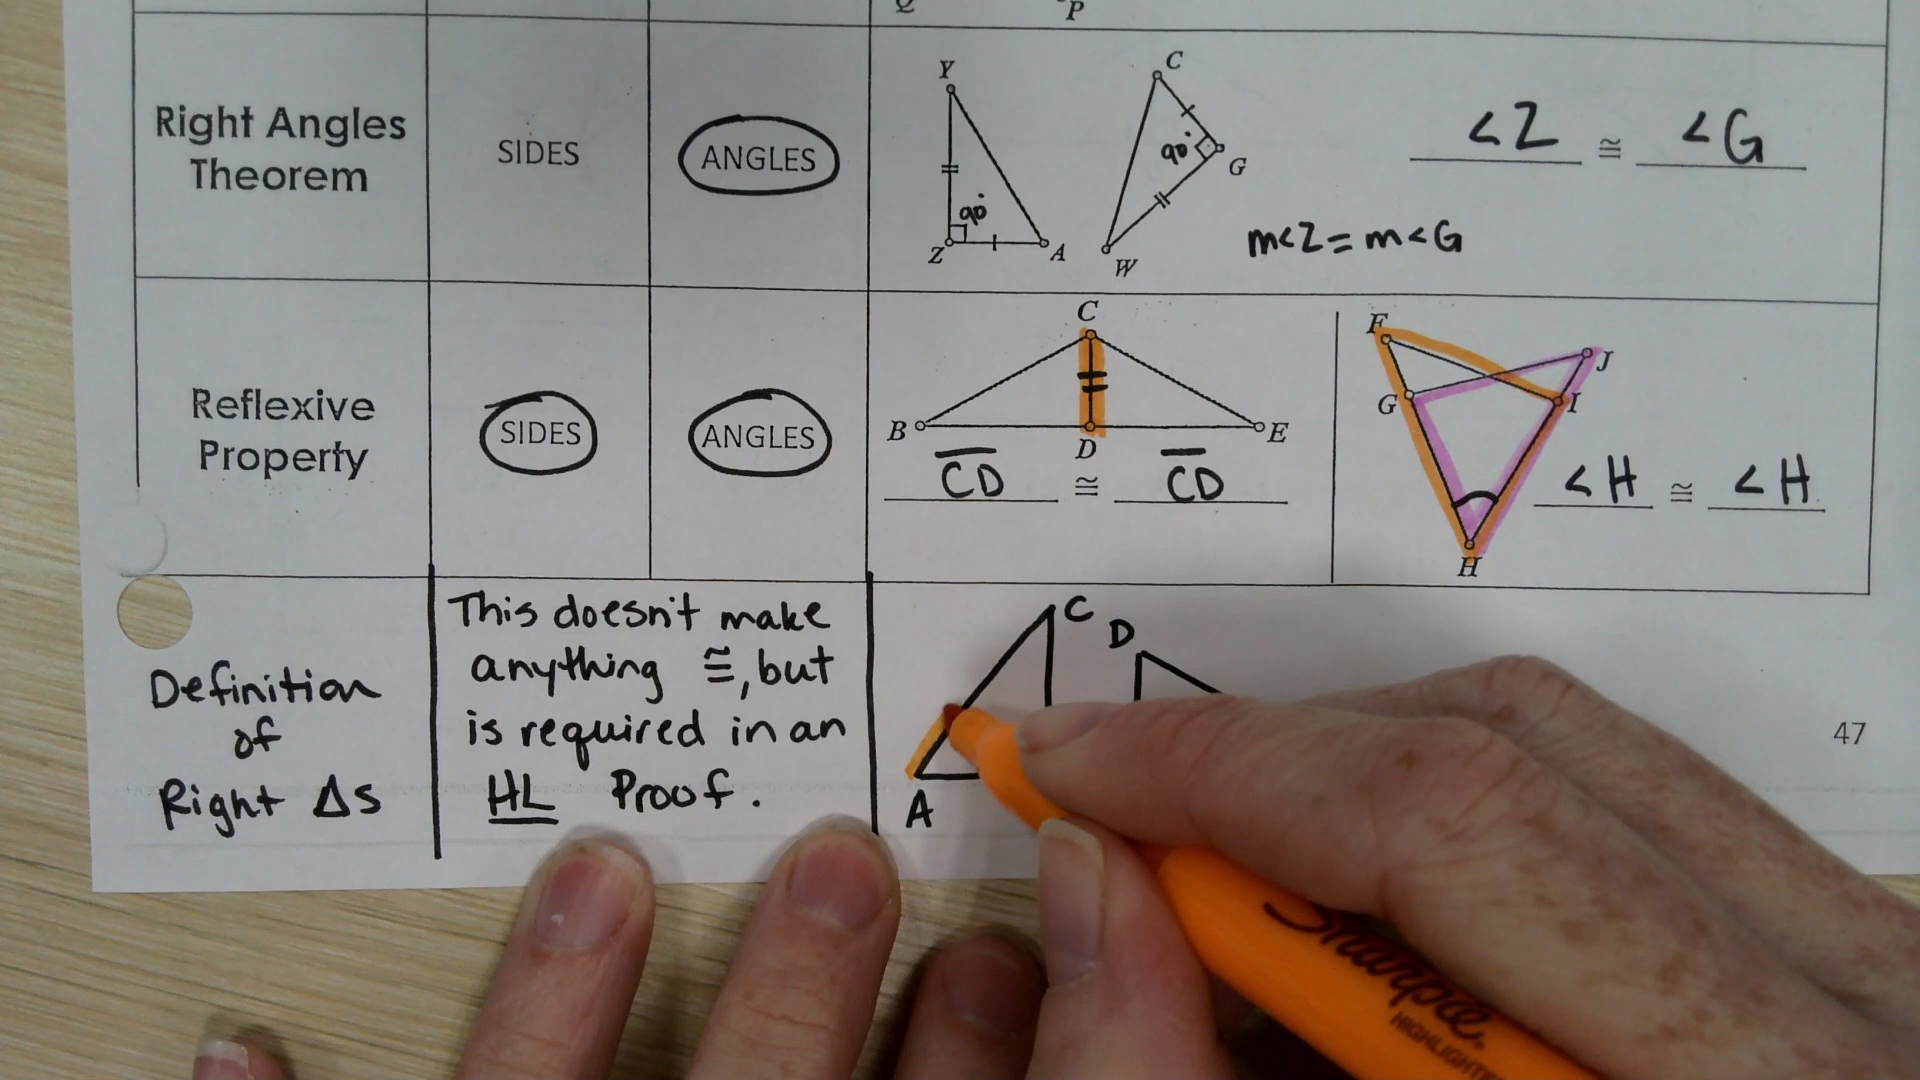 Q P
Right Angles
Theorem
SIDES
ANGLES
Y
Z
A
90°
C
G
W
90°
<Z ≅ <G
m<Z = m<G
Reflexive
Property
SIDES
ANGLES
C
B
D
E
CD ≅ CD
F
J
G
I
H
<H ≅ <H
Definition
of
Right Δs
This doesn't make
anything ≅, but
is required in an
HL Proof.
C
D
A
47
Sharpie
HIGHLIGHTER